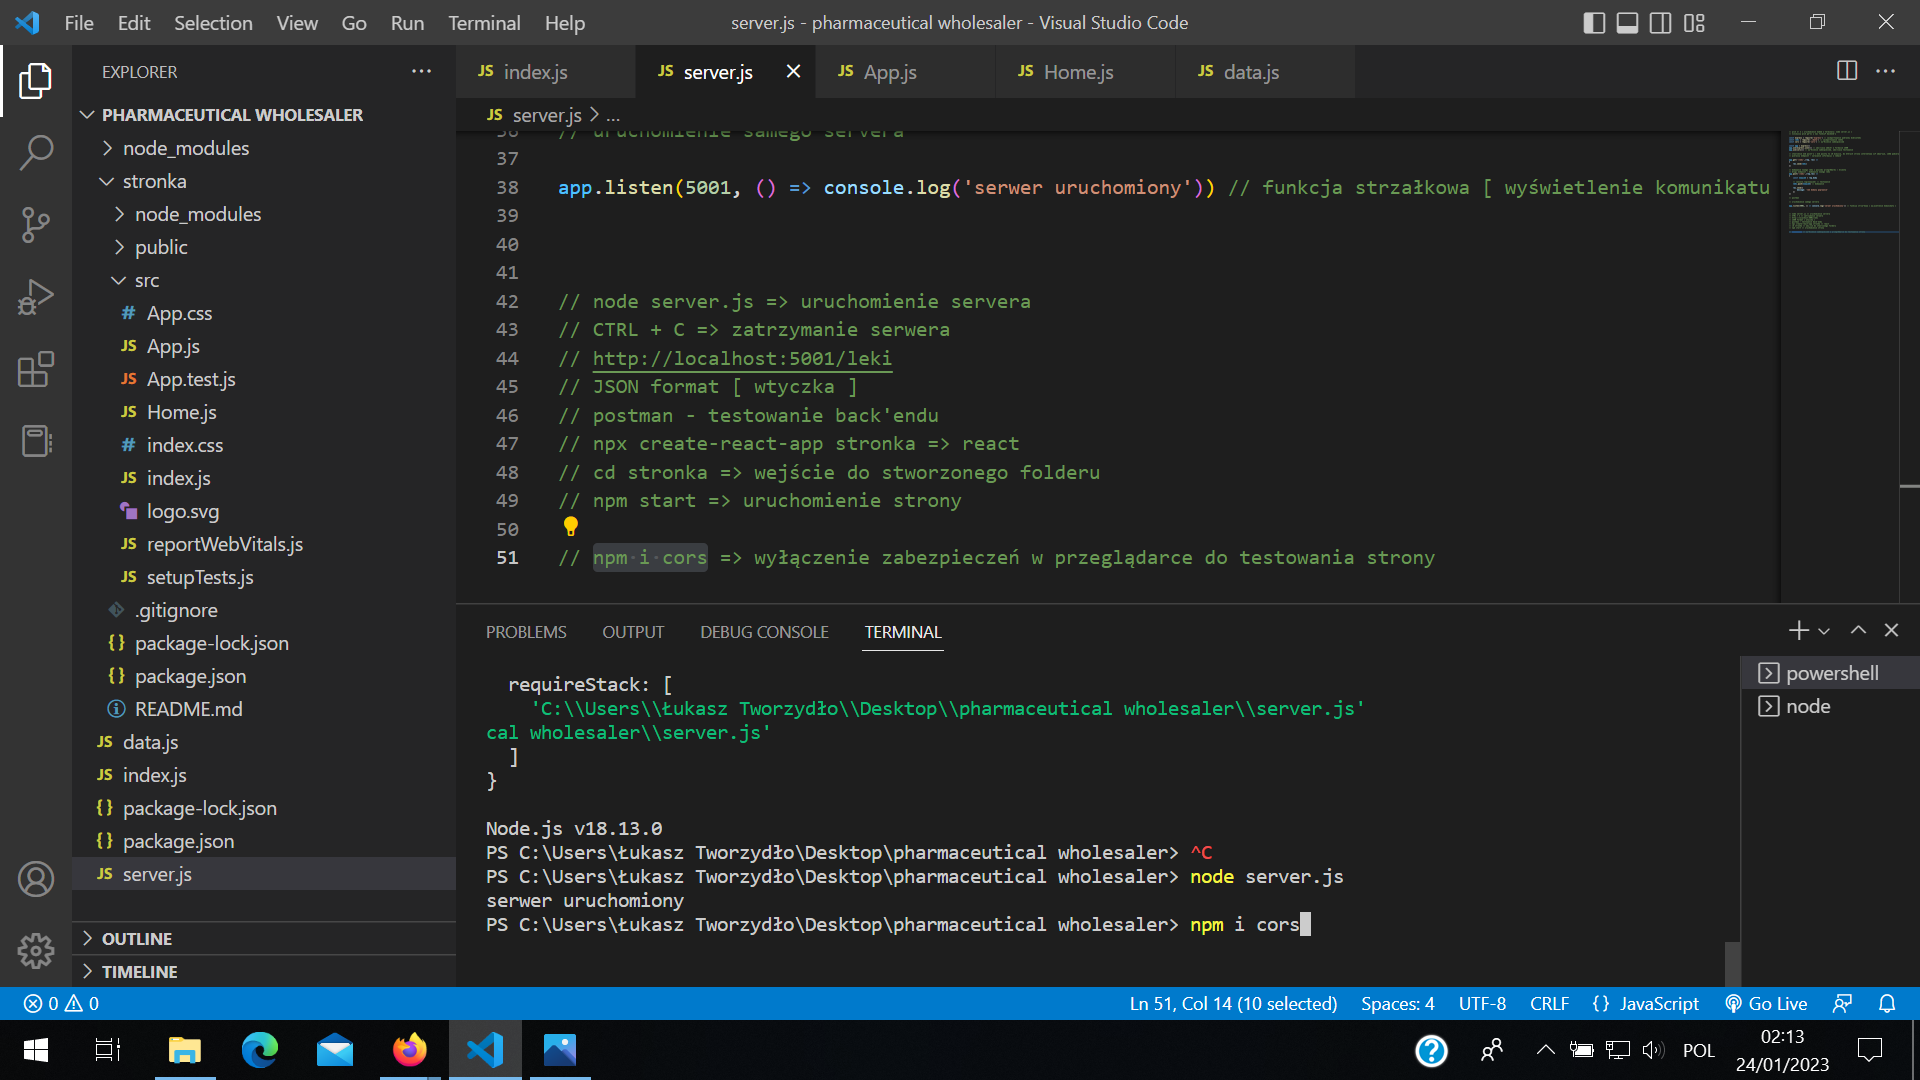 File Edit Selection View Go Run Terminal Help
server.js - pharmaceutical wholesaler - Visual Studio Code
EXPLORER
PHARMACEUTICAL WHOLESALER
node_modules
stronka
node_modules
public
src
# App.css
JS App.js
JS App.test.js
JS Home.js
# index.css
JS index.js
logo.svg
JS reportWebVitals.js
JS setupTests.js
.gitignore
{} package-lock.json
{} package.json
README.md
JS data.js
JS index.js
{} package-lock.json
{} package.json
JS server.js
OUTLINE
TIMELINE
JS index.js
JS server.js
JS App.js
JS Home.js
JS data.js
JS server.js > ...
36 // uruchomienie samego servera
37
38 app.listen(5001, () => console.log('serwer uruchomiony')) // funkcja strzałkowa [ wyświetlenie komunikatu
39
40
41
42 // node server.js => uruchomienie servera
43 // CTRL + C => zatrzymanie serwera
44 // http://localhost:5001/leki
45 // JSON format [ wtyczka ]
46 // postman - testowanie back'endu
47 // npx create-react-app stronka => react
48 // cd stronka => wejście do stworzonego folderu
49 // npm start => uruchomienie strony
50
51 // npm i cors => wyłączenie zabezpieczeń w przeglądarce do testowania strony
PROBLEMS OUTPUT DEBUG CONSOLE TERMINAL
requireStack: [
'C:\\Users\\Łukasz Tworzydło\\Desktop\\pharmaceutical wholesaler\\server.js'
cal wholesaler\\server.js'
]
}
Node.js v18.13.0
PS C:\Users\Łukasz Tworzydło\Desktop\pharmaceutical wholesaler> ^C
PS C:\Users\Łukasz Tworzydło\Desktop\pharmaceutical wholesaler> node server.js
serwer uruchomiony
PS C:\Users\Łukasz Tworzydło\Desktop\pharmaceutical wholesaler> npm i cors
powershell
node
0 0
Ln 51, Col 14 (10 selected) Spaces: 4 UTF-8 CRLF {} JavaScript Go Live
POL
02:13
24/01/2023